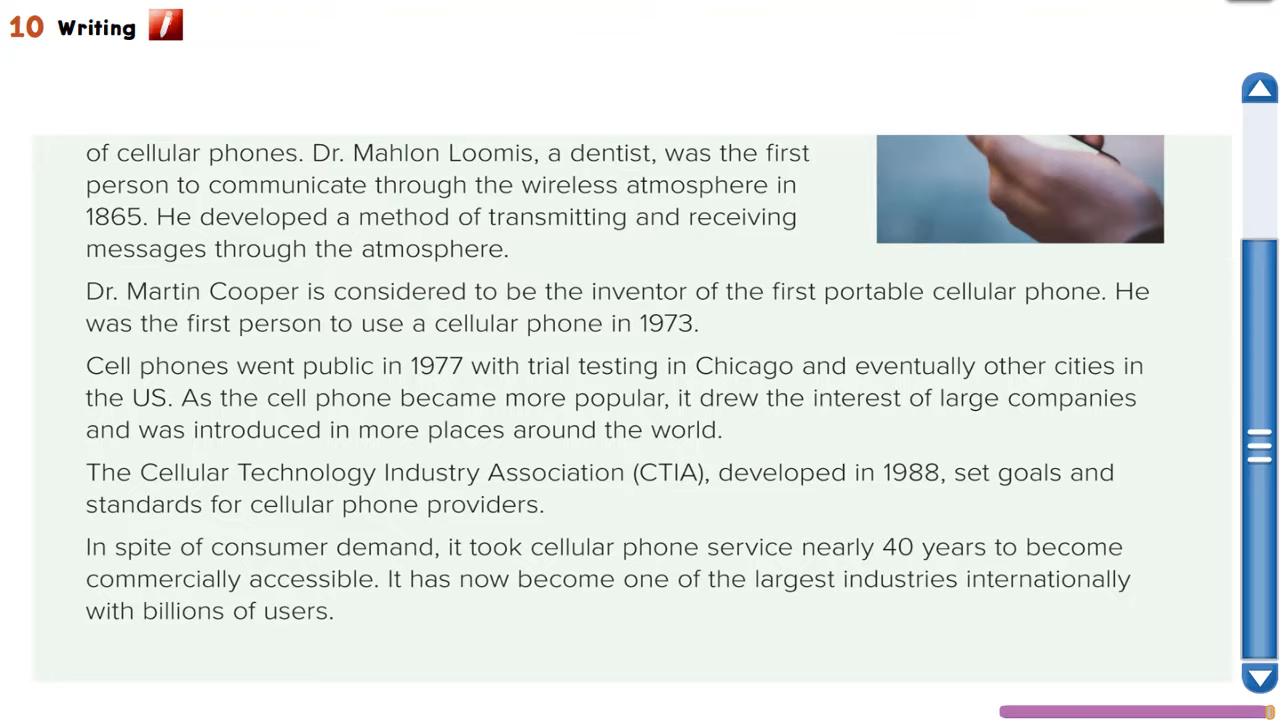 10 Writing
of cellular phones. Dr. Mahlon Loomis, a dentist, was the first
person to communicate through the wireless atmosphere in
1865. He developed a method of transmitting and receiving
messages through the atmosphere.
Dr. Martin Cooper is considered to be the inventor of the first portable cellular phone. He
was the first person to use a cellular phone in 1973.
Cell phones went public in 1977 with trial testing in Chicago and eventually other cities in
the US. As the cell phone became more popular, it drew the interest of large companies
and was introduced in more places around the world.
The Cellular Technology Industry Association (CTIA), developed in 1988, set goals and
standards for cellular phone providers.
In spite of consumer demand, it took cellular phone service nearly 40 years to become
commercially accessible. It has now become one of the largest industries internationally
with billions of users.